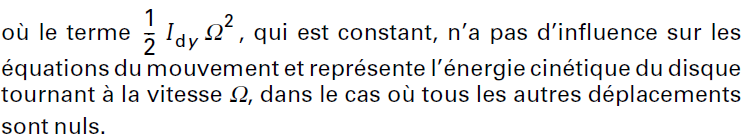 où le terme $\frac{1}{2} I_{dy} \Omega^2$, qui est constant, n’a pas d’influence sur les
équations du mouvement et représente l’énergie cinétique du disque
tournant à la vitesse Ω, dans le cas où tous les autres déplacements
sont nuls.